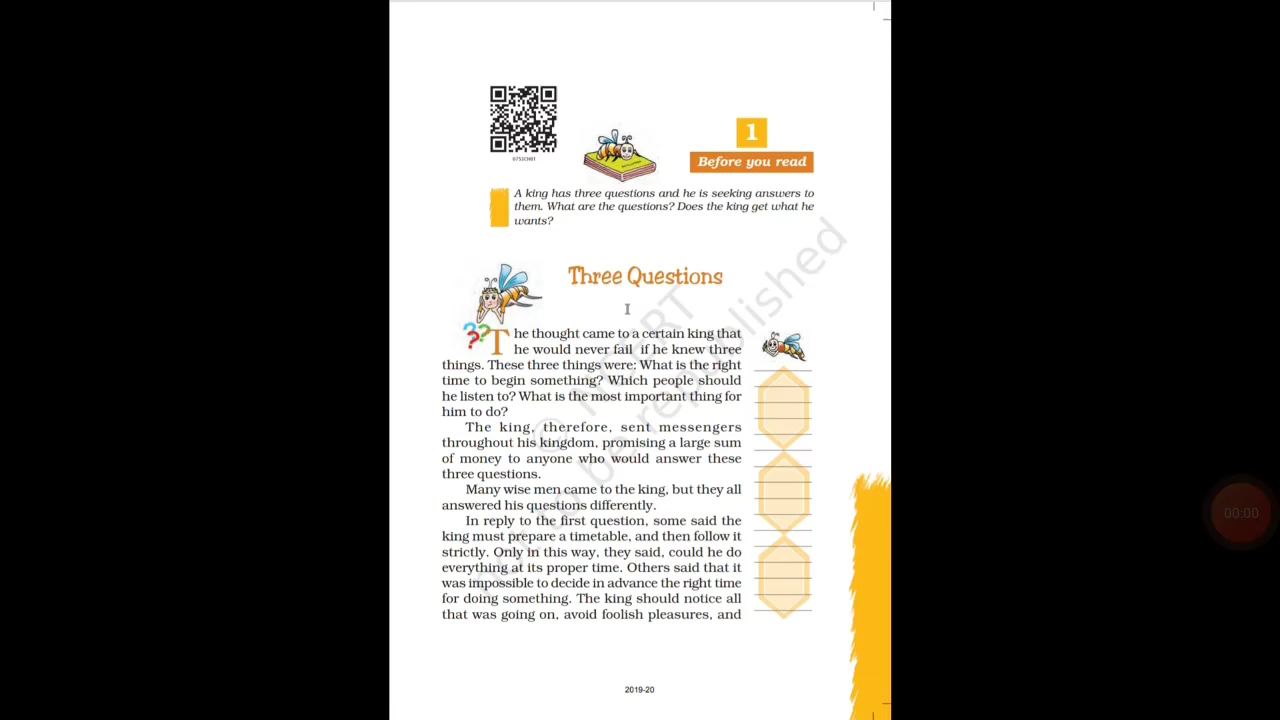 0752CH01
1
Before you read
A king has three questions and he is seeking answers to
them. What are the questions? Does the king get what he
wants?
Three Questions
I
The thought came to a certain king that
he would never fail if he knew three
things. These three things were: What is the right
time to begin something? Which people should
he listen to? What is the most important thing for
him to do?
The king, therefore, sent messengers
throughout his kingdom, promising a large sum
of money to anyone who would answer these
three questions.
Many wise men came to the king, but they all
answered his questions differently.
In reply to the first question, some said the
king must prepare a timetable, and then follow it
strictly. Only in this way, they said, could he do
everything at its proper time. Others said that it
was impossible to decide in advance the right time
for doing something. The king should notice all
that was going on, avoid foolish pleasures, and
© NCERT
not to be republished
2019-20
00:00